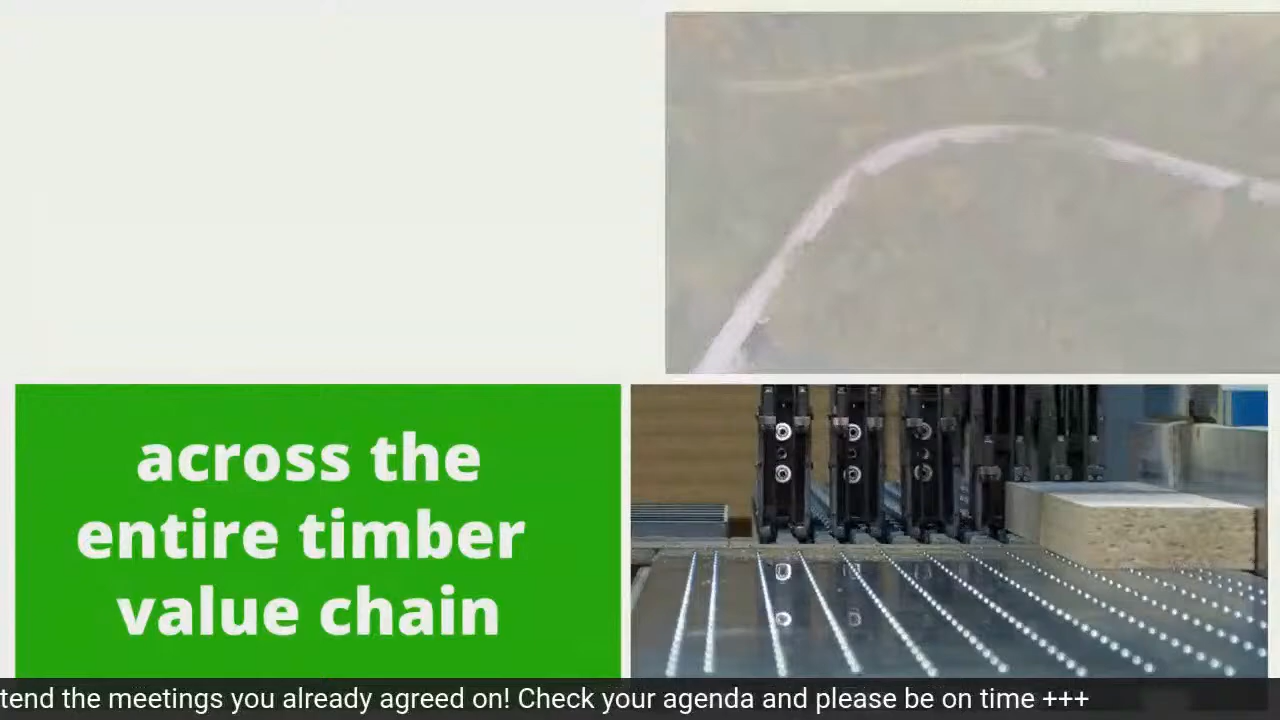 across the
entire timber
value chain
tend the meetings you already agreed on! Check your agenda and please be on time +++